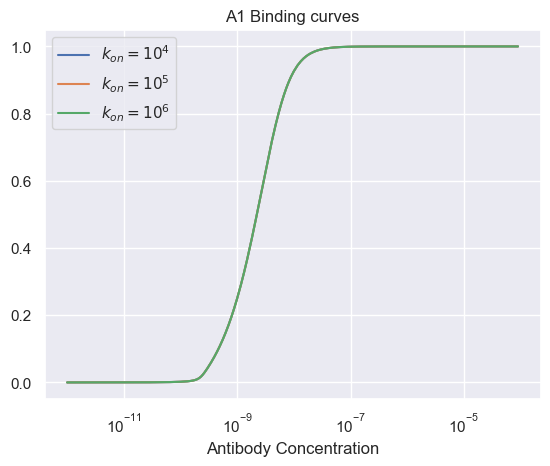 A1 Binding curves
1.0
0.8
0.6
0.4
0.2
0.0
k_on = 10^4
k_on = 10^5
k_on = 10^6
10^−11 10^−9 10^−7 10^−5
Antibody Concentration